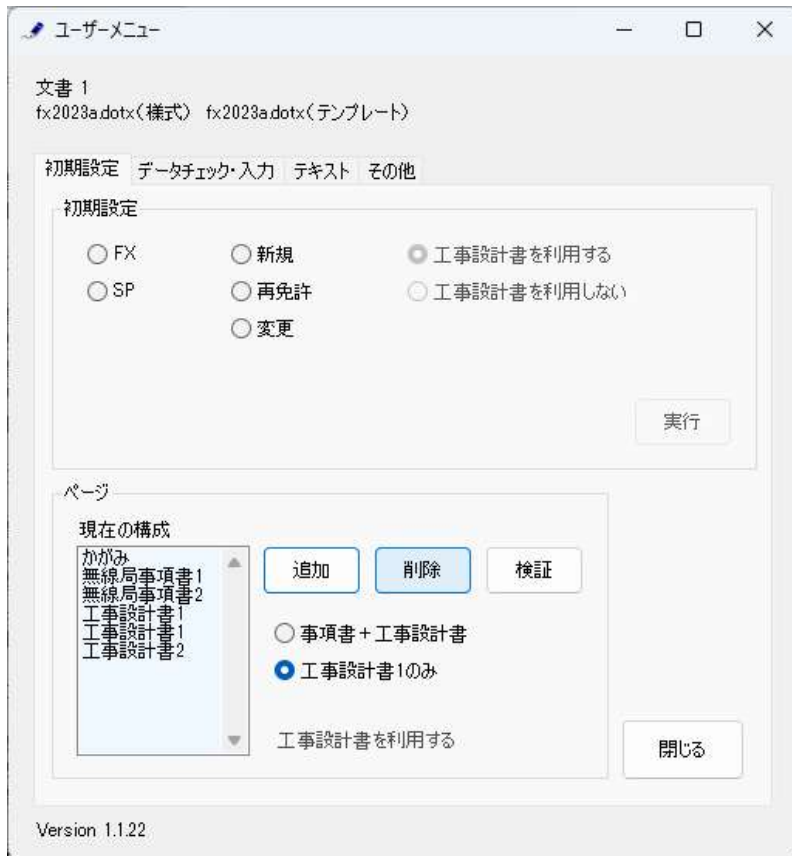 ユーザーメニュー
文書 1
fx2023a.dotx(様式) fx2023a.dotx(テンプレート)
初期設定 データチェック・入力 テキスト その他
初期設定
FX 新規 工事設計書を利用する
SP 再免許 工事設計書を利用しない
変更
実行
ページ
現在の構成
かがみ
無線局事項書1
無線局事項書2
工事設計書1
工事設計書1
工事設計書2
追加 削除 検証
事項書+工事設計書
工事設計書1のみ
工事設計書を利用する
閉じる
Version 1.1.22